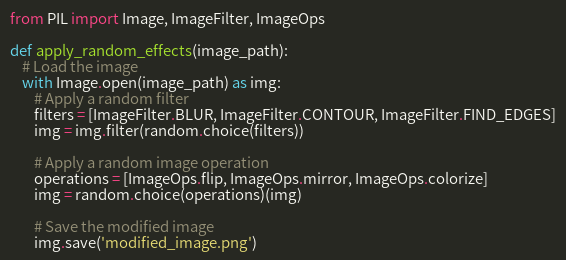 from PIL import Image, ImageFilter, ImageOps
def apply_random_effects(image_path):
# Load the image
with Image.open(image_path) as img:
# Apply a random filter
filters = [ImageFilter.BLUR, ImageFilter.CONTOUR, ImageFilter.FIND_EDGES]
img = img.filter(random.choice(filters))
# Apply a random image operation
operations = [ImageOps.flip, ImageOps.mirror, ImageOps.colorize]
img = random.choice(operations)(img)
# Save the modified image
img.save('modified_image.png')